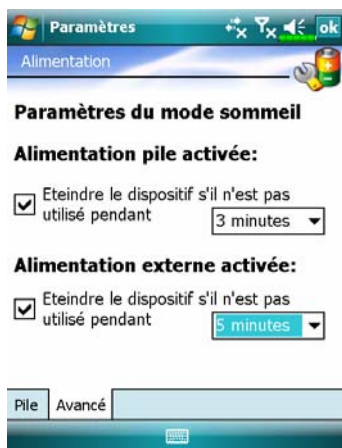 Paramètres
ok
Alimentation
Paramètres du mode sommeil
Alimentation pile activée:
Eteindre le dispositif s'il n'est pas
utilisé pendant
3 minutes
Alimentation externe activée:
Eteindre le dispositif s'il n'est pas
utilisé pendant
5 minutes
Pile Avancé